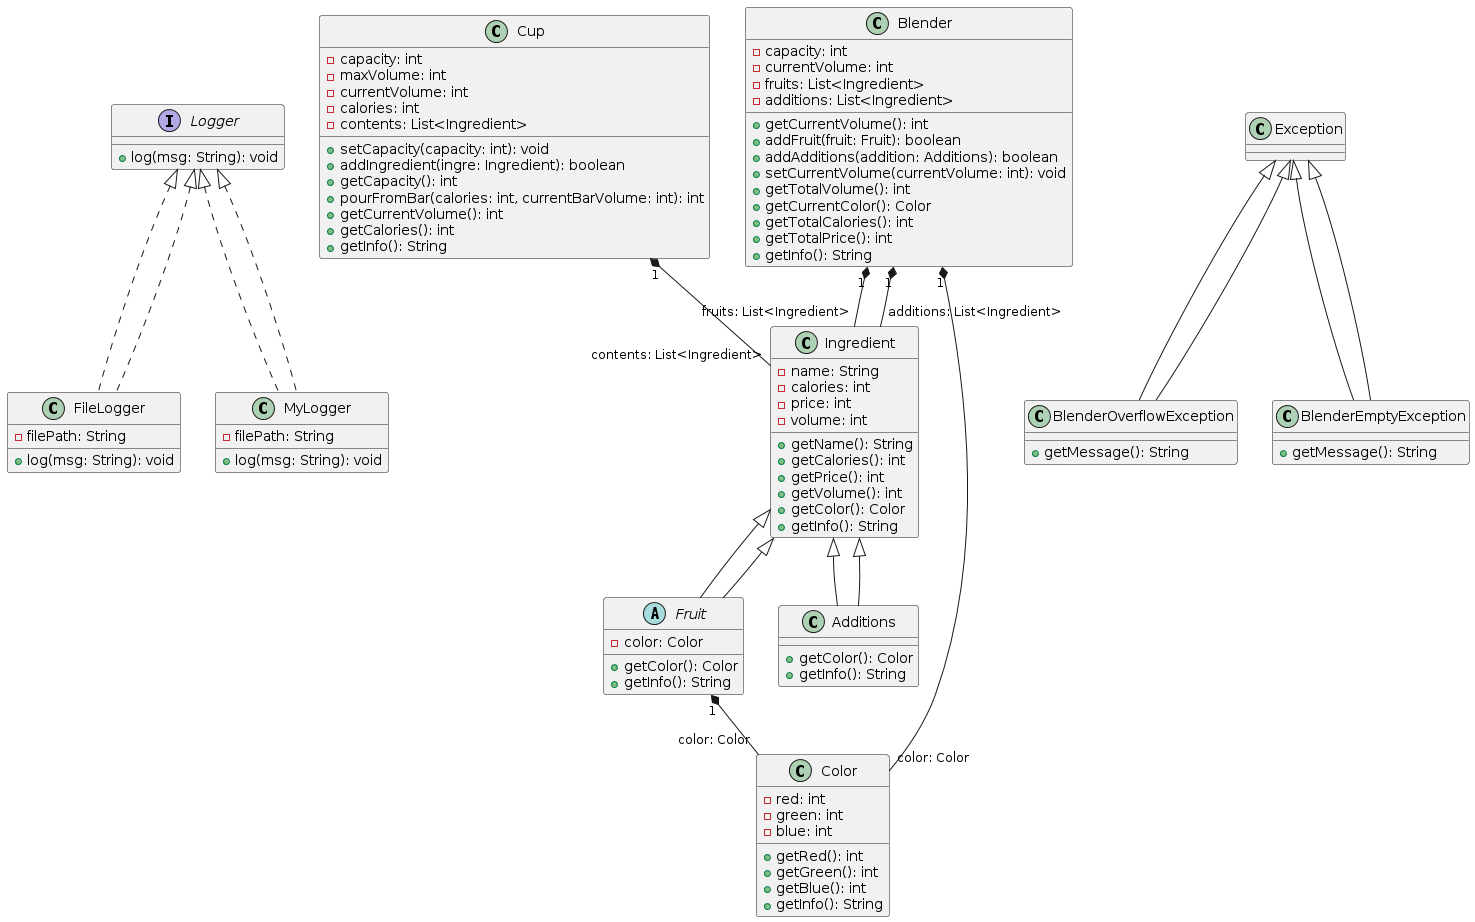 I Logger
+ log(msg: String): void
C Cup
capacity: int
maxVolume: int
currentVolume: int
calories: int
contents: List<Ingredient>
setCapacity(capacity: int): void
addIngredient(ingre: Ingredient): boolean
getCapacity(): int
pourFromBar(calories: int, currentBarVolume: int): int
getCurrentVolume(): int
getCalories(): int
getInfo(): String
C Blender
capacity: int
currentVolume: int
fruits: List<Ingredient>
additions: List<Ingredient>
getCurrentVolume(): int
addFruit(fruit: Fruit): boolean
addAdditions(addition: Additions): boolean
setCurrentVolume(currentVolume: int): void
getTotalVolume(): int
getCurrentColor(): Color
getTotalCalories(): int
getTotalPrice(): int
getInfo(): String
C Exception
1
1
1
1
fruits: List<Ingredient>
additions: List<Ingredient>
contents: List<Ingredient>
C FileLogger
filePath: String
log(msg: String): void
C MyLogger
filePath: String
log(msg: String): void
C Ingredient
name: String
calories: int
price: int
volume: int
getName(): String
getCalories(): int
getPrice(): int
getVolume(): int
getColor(): Color
getInfo(): String
C BlenderOverflowException
getMessage(): String
C BlenderEmptyException
getMessage(): String
A Fruit
color: Color
getColor(): Color
getInfo(): String
C Additions
getColor(): Color
getInfo(): String
1
color: Color
color: Color
C Color
red: int
green: int
blue: int
getRed(): int
getGreen(): int
getBlue(): int
getInfo(): String